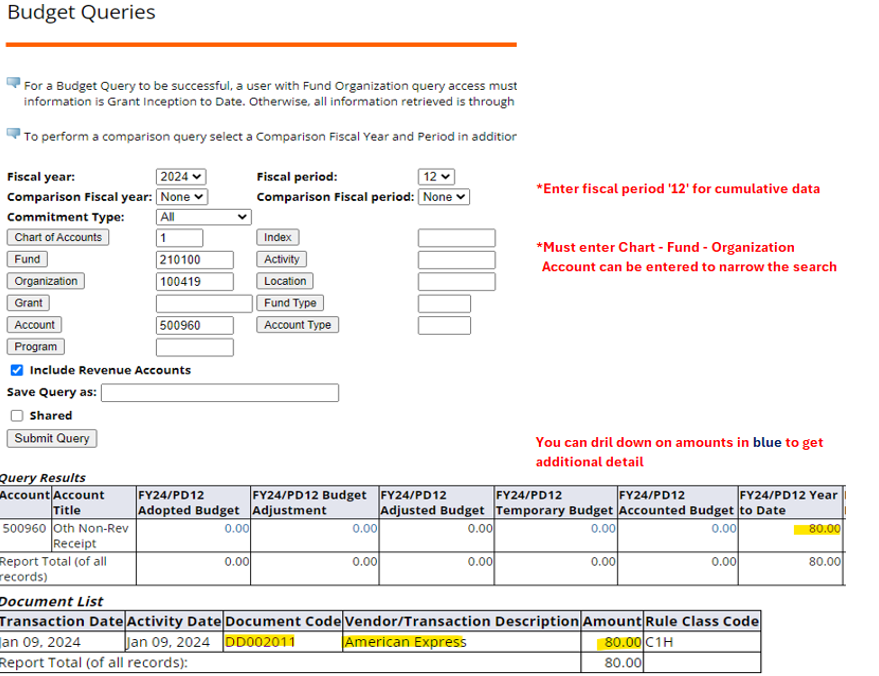 Budget Queries
For a Budget Query to be successful, a user with Fund Organization query access must
information is Grant Inception to Date. Otherwise, all information retrieved is through
To perform a comparison query select a Comparison Fiscal Year and Period in additior
Fiscal year: 2024 Fiscal period: 12
*Enter fiscal period '12' for cumulative data
Comparison Fiscal year: None Comparison Fiscal period: None
Commitment Type: All
Chart of Accounts 1 Index
*Must enter Chart - Fund - Organization
Account can be entered to narrow the search
Fund 210100 Activity
Organization 100419 Location
Grant Fund Type
Account 500960 Account Type
Program
Include Revenue Accounts
Save Query as:
Shared
Submit Query
You can dril down on amounts in blue to get
additional detail
Query Results
Account Account Title FY24/PD12 Adopted Budget FY24/PD12 Budget Adjustment FY24/PD12 Adjusted Budget FY24/PD12 Temporary Budget FY24/PD12 Accounted Budget FY24/PD12 Year to Date
500960 Oth Non-Rev Receipt 0.00 0.00 0.00 0.00 0.00 80.00
Report Total (of all records) 0.00 0.00 0.00 0.00 0.00 80.00
Document List
Transaction Date Activity Date Document Code Vendor/Transaction Description Amount Rule Class Code
Jan 09, 2024 Jan 09, 2024 DD002011 American Express 80.00 C1H
Report Total (of all records): 80.00